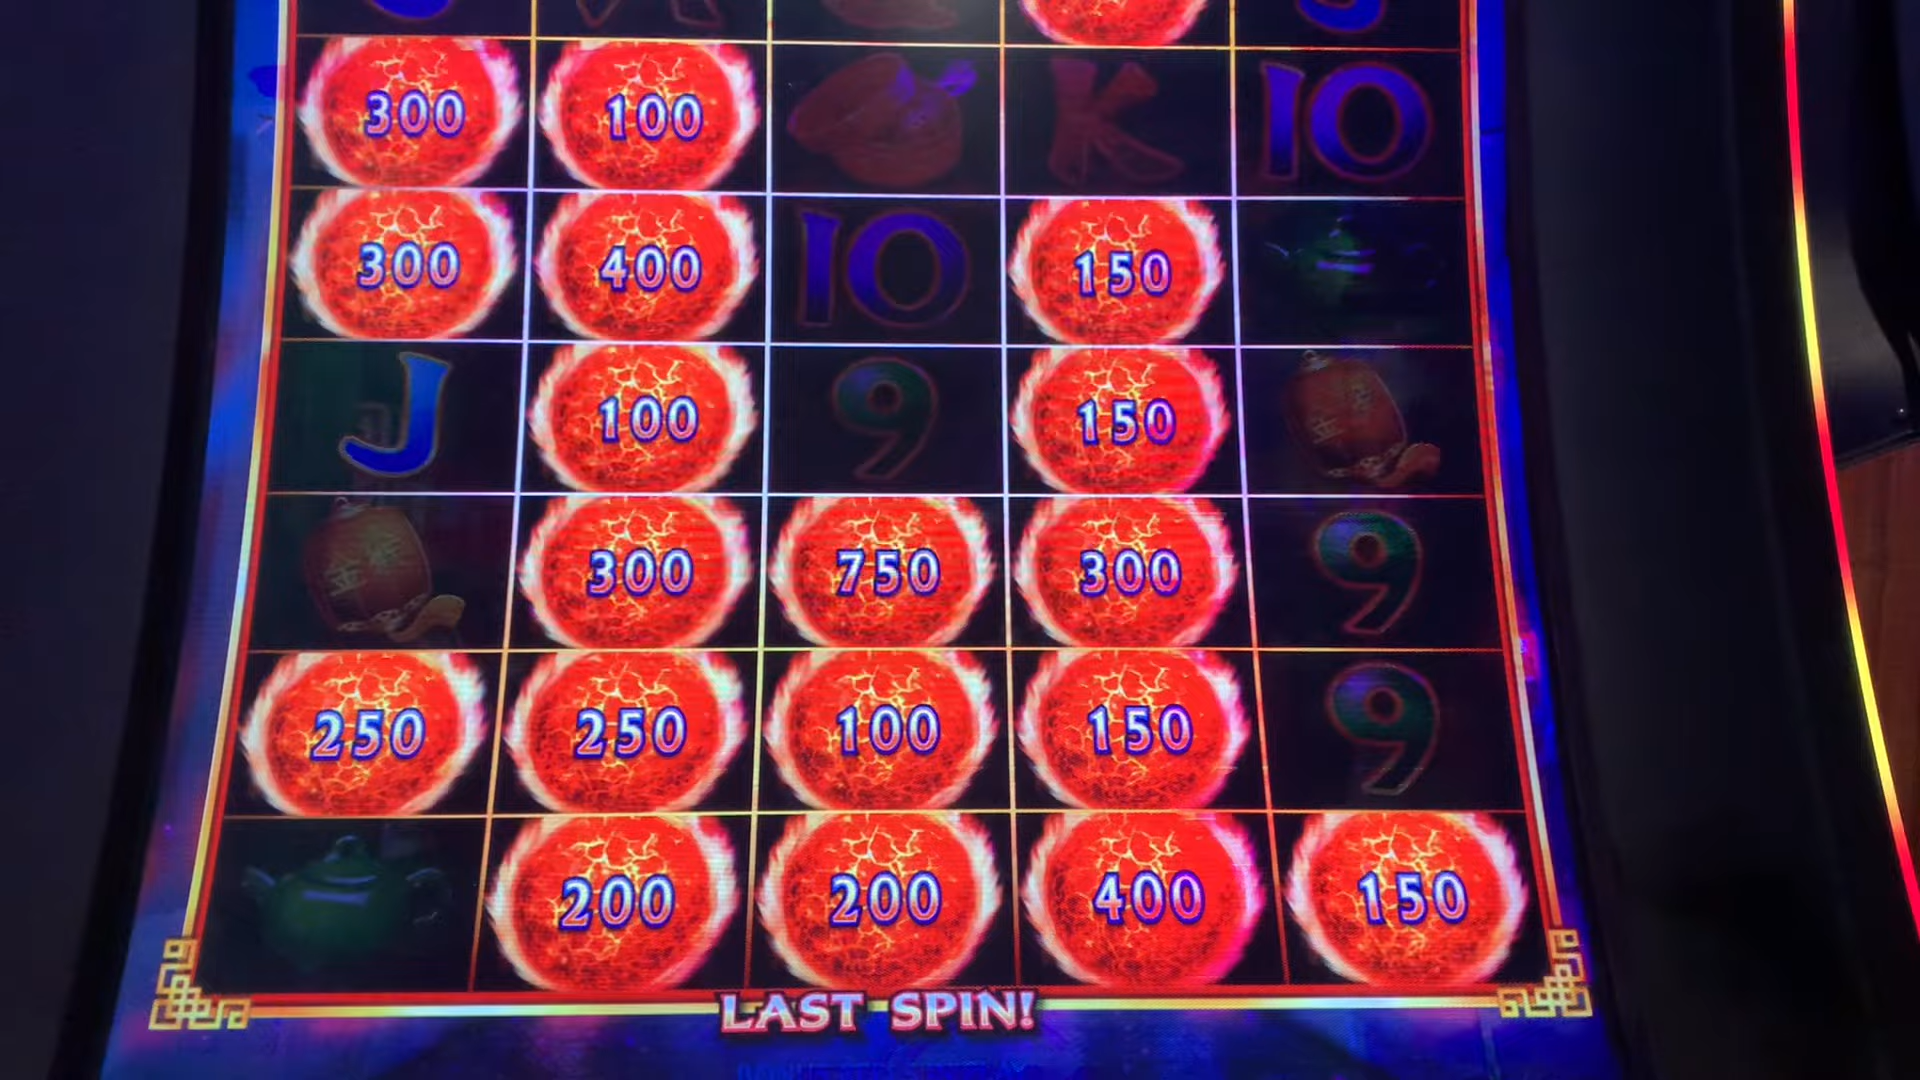 300 100 K 10
300 400 10 150
J 100 9 150
300 750 300 9
250 250 100 150 9
200 200 400 150
LAST SPIN!